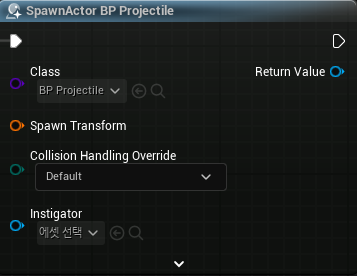 SpawnActor BP Projectile
Class
Return Value
BP Projectile
Spawn Transform
Collision Handling Override
Default
Instigator
에셋 선택